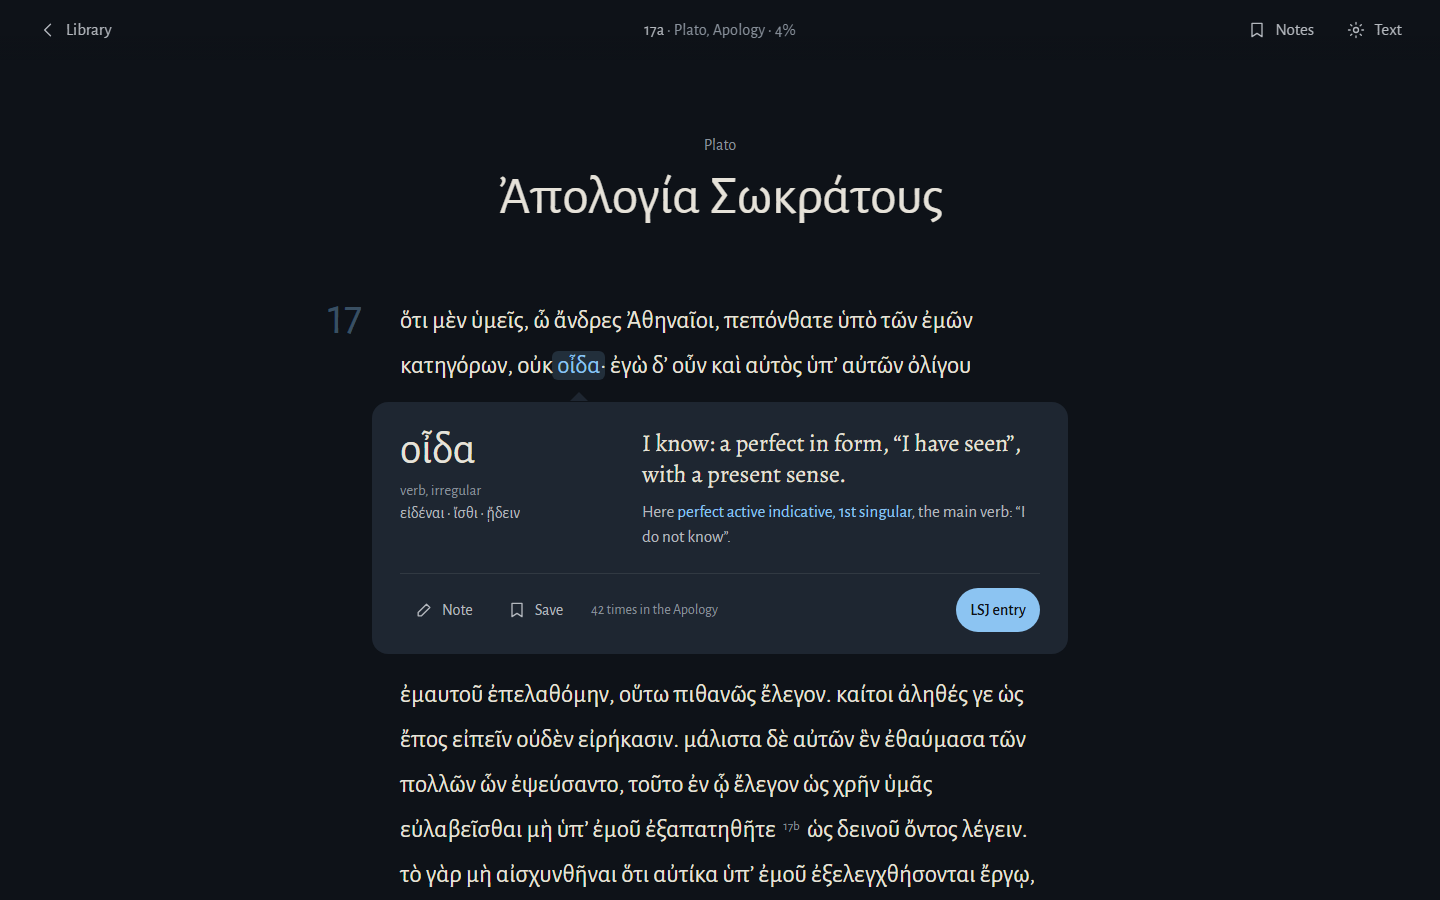 Library
17a · Plato, Apology · 4%
Notes
Text
Plato
Ἀπολογία Σωκράτους
17
ὅτι μὲν ὑμεῖς, ὦ ἄνδρες Ἀθηναῖοι, πεπόνθατε ὑπὸ τῶν ἐμῶν
κατηγόρων, οὐκ οἶδα· ἐγὼ δ’ οὖν καὶ αὐτὸς ὑπ’ αὐτῶν ὀλίγου
οἶδα
verb, irregular
εἰδέναι · ἴσθι · ᾔδειν
I know: a perfect in form, “I have seen”,
with a present sense.
Here perfect active indicative, 1st singular, the main verb: “I
do not know”.
Note
Save
42 times in the Apology
LSJ entry
ἐμαυτοῦ ἐπελαθόμην, οὕτω πιθανῶς ἔλεγον. καίτοι ἀληθές γε ὡς
ἔπος εἰπεῖν οὐδὲν εἰρήκασιν. μάλιστα δὲ αὐτῶν ἓν ἐθαύμασα τῶν
πολλῶν ὧν ἐψεύσαντο, τοῦτο ἐν ᾧ ἔλεγον ὡς χρῆν ὑμᾶς
εὐλαβεῖσθαι μὴ ὑπ’ ἐμοῦ ἐξαπατηθῆτε 17b ὡς δεινοῦ ὄντος λέγειν.
τὸ γὰρ μὴ αἰσχυνθῆναι ὅτι αὐτίκα ὑπ’ ἐμοῦ ἐξελεγχθήσονται ἔργῳ,